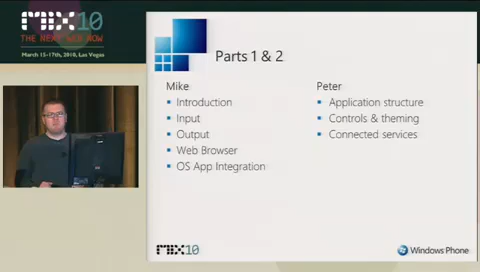 MIX10
THE NEXT WEB NOW
March 15-17th, 2010, Las Vegas
Parts 1 & 2
Mike
Introduction
Input
Output
Web Browser
OS App Integration
Peter
Application structure
Controls & theming
Connected services
MIX10
Windows Phone